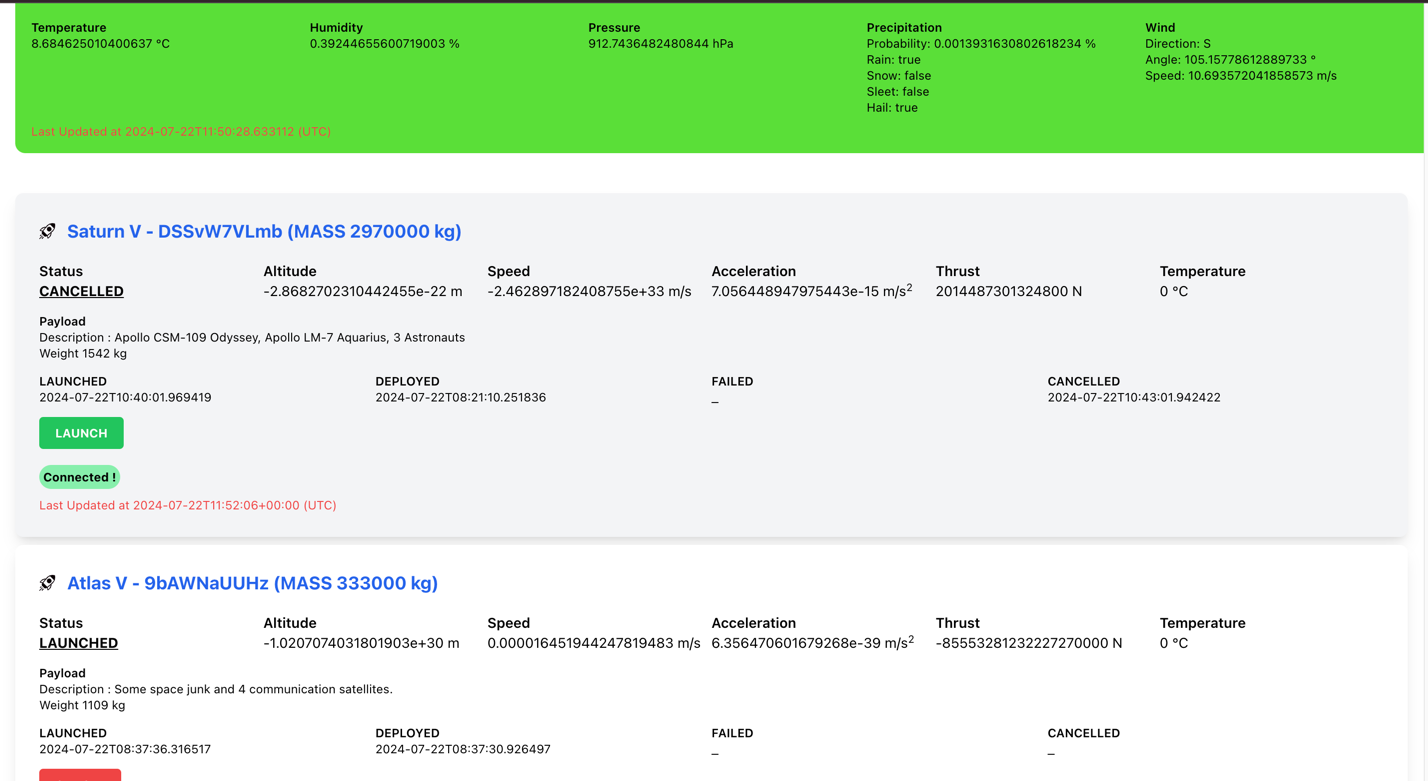 Temperature
8.684625010400637 °C
Humidity
0.39244655600719003 %
Pressure
912.7436482480844 hPa
Precipitation
Probability: 0.0013931630802618234 %
Rain: true
Snow: false
Sleet: false
Hail: true
Wind
Direction: S
Angle: 105.15778612889733 °
Speed: 10.693572041858573 m/s
Last Updated at 2024-07-22T11:50:28.633112 (UTC)
Saturn V - DSSvW7VLmb (MASS 2970000 kg)
Status
CANCELLED
Altitude
-2.8682702310442455e-22 m
Speed
-2.462897182408755e+33 m/s
Acceleration
7.056448947975443e-15 m/s²
Thrust
2014487301324800 N
Temperature
0 °C
Payload
Description : Apollo CSM-109 Odyssey, Apollo LM-7 Aquarius, 3 Astronauts
Weight 1542 kg
LAUNCHED
2024-07-22T10:40:01.969419
DEPLOYED
2024-07-22T08:21:10.251836
FAILED
_
CANCELLED
2024-07-22T10:43:01.942422
LAUNCH
Connected !
Last Updated at 2024-07-22T11:52:06+00:00 (UTC)
Atlas V - 9bAWNaUUHz (MASS 333000 kg)
Status
LAUNCHED
Altitude
-1.0207074031801903e+30 m
Speed
0.000016451944247819483 m/s
Acceleration
6.356470601679268e-39 m/s²
Thrust
-85553281232227270000 N
Temperature
0 °C
Payload
Description : Some space junk and 4 communication satellites.
Weight 1109 kg
LAUNCHED
2024-07-22T08:37:36.316517
DEPLOYED
2024-07-22T08:37:30.926497
FAILED
_
CANCELLED
_